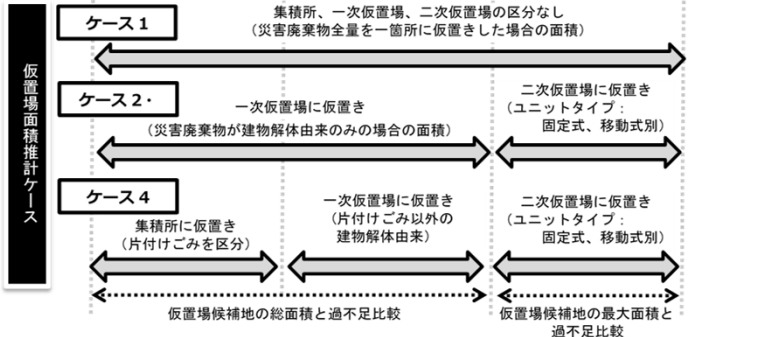 仮置場面積推計ケース
ケース1
集積所、一次仮置場、二次仮置場の区分なし
（災害廃棄物全量を一箇所に仮置きした場合の面積）
ケース2・
一次仮置場に仮置き
（災害廃棄物が建物解体由来のみの場合の面積）
二次仮置場に仮置き
（ユニットタイプ：
固定式、移動式別）
ケース4
集積所に仮置き
（片付けごみを区分）
一次仮置場に仮置き
（片付けごみ以外の
建物解体由来）
二次仮置場に仮置き
（ユニットタイプ：
固定式、移動式別）
仮置場候補地の総面積と過不足比較
仮置場候補地の最大面積と
過不足比較